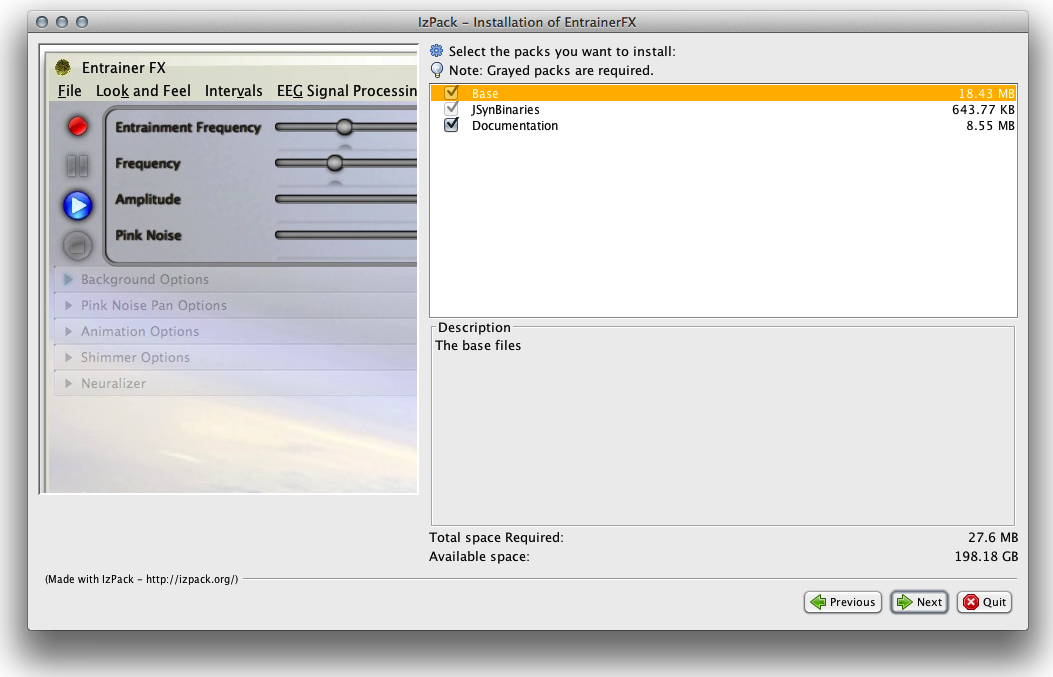 IzPack - Installation of EntrainerFX
Entrainer FX
File Look and Feel Intervals EEG Signal Processin
Entrainment Frequency
Frequency
Amplitude
Pink Noise
Background Options
Pink Noise Pan Options
Animation Options
Shimmer Options
Neuralizer
Select the packs you want to install:
Note: Grayed packs are required.
Base 18.43 MB
JSynBinaries 643.77 KB
Documentation 8.55 MB
Description
The base files
Total space Required: 27.6 MB
Available space: 198.18 GB
(Made with IzPack - http://izpack.org/)
Previous Next Quit